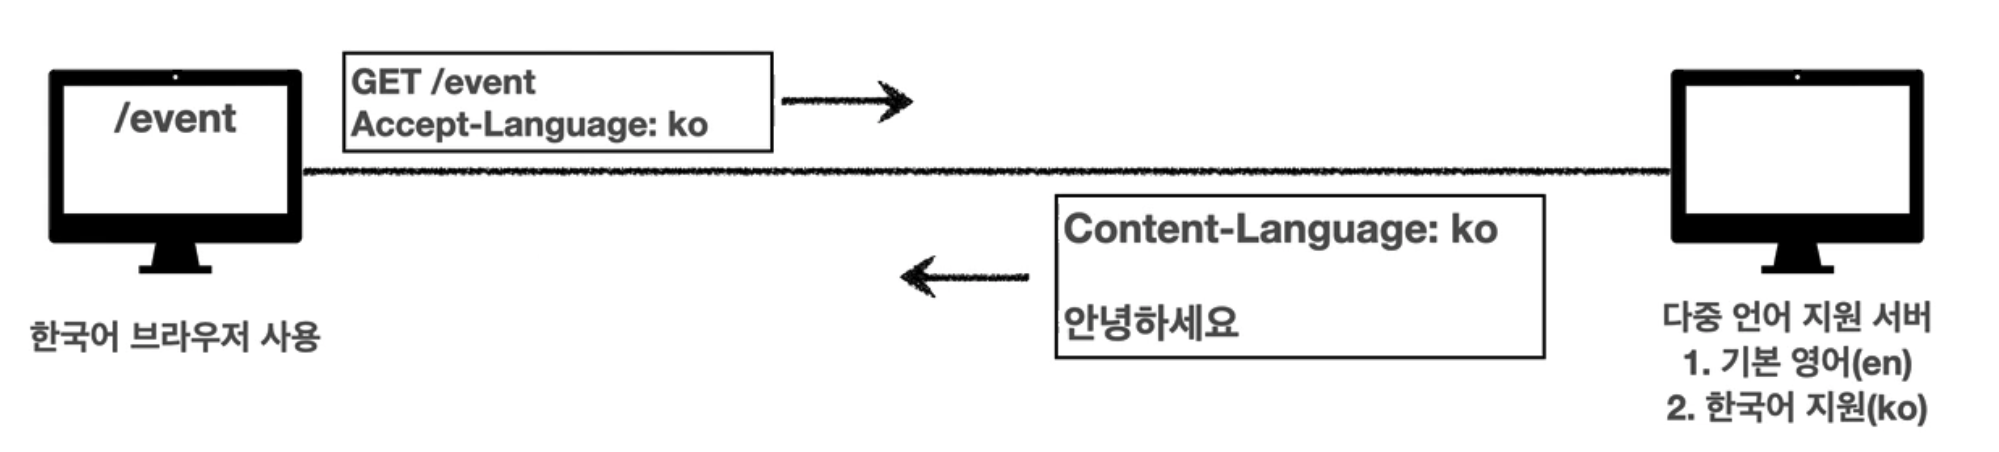 /event
GET /event
Accept-Language: ko
Content-Language: ko
안녕하세요
한국어 브라우저 사용
다중 언어 지원 서버
1. 기본 영어(en)
2. 한국어 지원(ko)